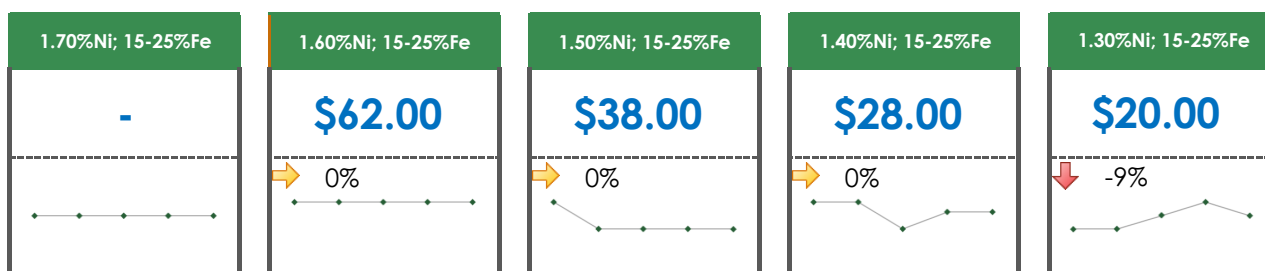 1.70%Ni; 15-25%Fe
-
1.60%Ni; 15-25%Fe
$62.00
0%
1.50%Ni; 15-25%Fe
$38.00
0%
1.40%Ni; 15-25%Fe
$28.00
0%
1.30%Ni; 15-25%Fe
$20.00
-9%